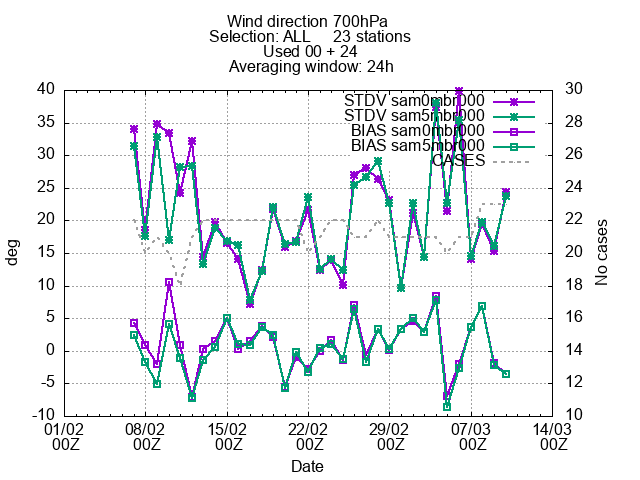 Wind direction 700hPa
Selection: ALL     23 stations
Used 00 + 24
Averaging window: 24h
40 30
35 28
30 26
25 24
20 22
15 20
10 18
5 16
0 14
-5 12
-10 10
STDV sam0mbr000
STDV sam5mbr000
BIAS sam0mbr000
BIAS sam5mbr000
CASES
deg
No cases
01/02 08/02 15/02 22/02 29/02 07/03 14/03
00Z 00Z 00Z 00Z 00Z 00Z 00Z
Date